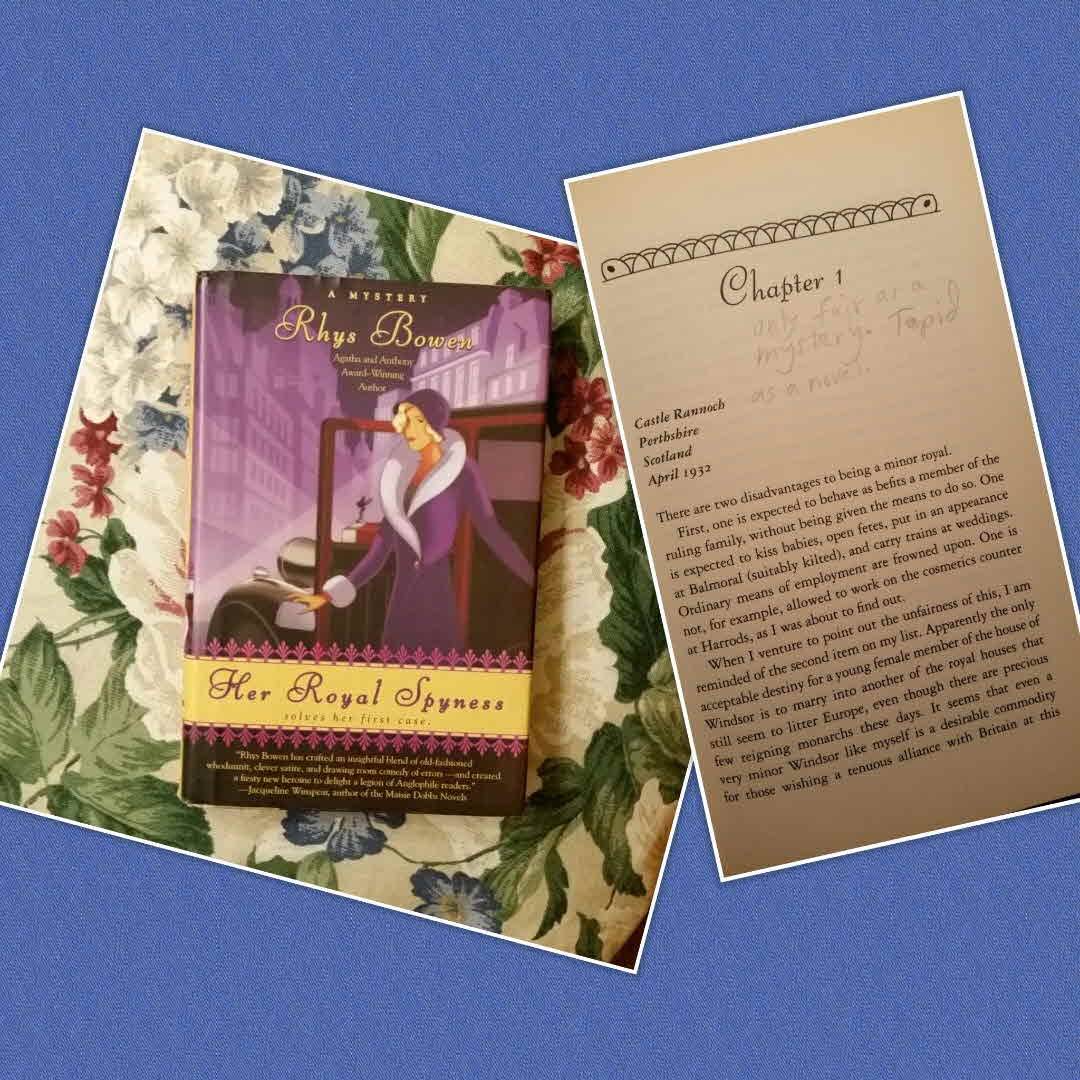 A MYSTERY
Rhys Bowen
Agatha and Anthony
Award–Winning
Author
Her Royal Spyness
solves her first case.
"Rhys Bowen has crafted an insightful blend of old-fashioned
whodunnit, clever satire, and drawing room comedy of errors—and created
a fiesty new heroine to delight a legion of Anglophile readers."
—Jacqueline Winspear, author of the Maisie Dobbs Novels
Chapter 1
only fair as a
mystery. Tapid
as a novel.
Castle Rannoch
Perthshire
Scotland
April 1932
There are two disadvantages to being a minor royal.
First, one is expected to behave as befits a member of the
ruling family, without being given the means to do so. One
is expected to kiss babies, open fetes, put in an appearance
at Balmoral (suitably kilted), and carry trains at weddings.
Ordinary means of employment are frowned upon. One is
not, for example, allowed to work on the cosmetics counter
at Harrods, as I was about to find out.
When I venture to point out the unfairness of this, I am
reminded of the second item on my list. Apparently the only
acceptable destiny for a young female member of the house of
Windsor is to marry into another of the royal houses that
still seem to litter Europe, even though there are precious
few reigning monarchs these days. It seems that even a
very minor Windsor like myself is a desirable commodity
for those wishing a tenuous alliance with Britain at this